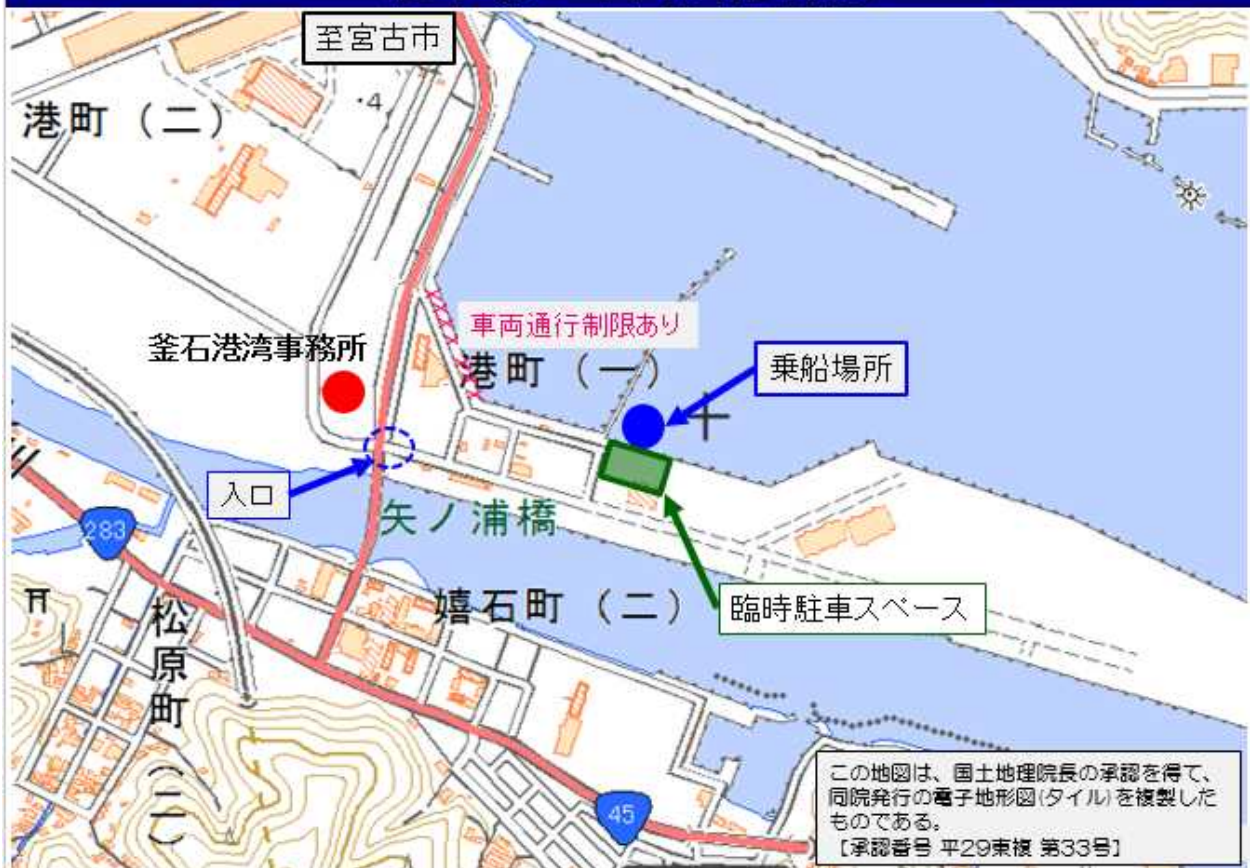 至宮古市
港町（二）
・4
車両通行制限あり
釜石港湾事務所
港町（一）
乗船場所
入口
矢ノ浦橋
283
嬉石町（二）
臨時駐車スペース
松原町（二）
45
この地図は、国土地理院長の承認を得て、
同院発行の電子地形図(タイル)を複製した
ものである。
【承認番号 平29東複 第33号】